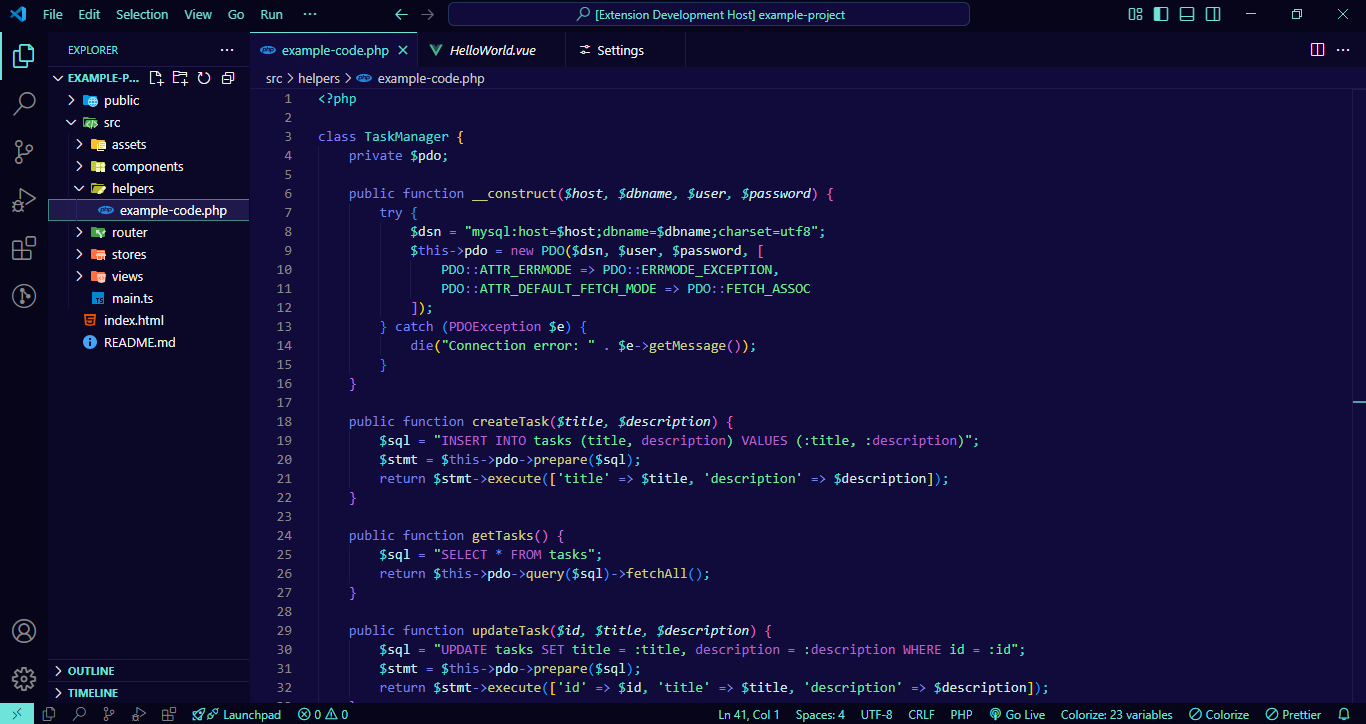 File Edit Selection View Go Run ··· [Extension Development Host] example-project
EXPLORER ···
EXAMPLE-P...
public
src
assets
components
helpers
example-code.php
router
stores
views
TS main.ts
index.html
README.md
OUTLINE
TIMELINE
php example-code.php HelloWorld.vue Settings ···
src > helpers > php example-code.php
1 <?php
2
3 class TaskManager {
4 private $pdo;
5
6 public function __construct($host, $dbname, $user, $password) {
7 try {
8 $dsn = "mysql:host=$host;dbname=$dbname;charset=utf8";
9 $this->pdo = new PDO($dsn, $user, $password, [
10 PDO::ATTR_ERRMODE => PDO::ERRMODE_EXCEPTION,
11 PDO::ATTR_DEFAULT_FETCH_MODE => PDO::FETCH_ASSOC
12 ]);
13 } catch (PDOException $e) {
14 die("Connection error: " . $e->getMessage());
15 }
16 }
17
18 public function createTask($title, $description) {
19 $sql = "INSERT INTO tasks (title, description) VALUES (:title, :description)";
20 $stmt = $this->pdo->prepare($sql);
21 return $stmt->execute(['title' => $title, 'description' => $description]);
22 }
23
24 public function getTasks() {
25 $sql = "SELECT * FROM tasks";
26 return $this->pdo->query($sql)->fetchAll();
27 }
28
29 public function updateTask($id, $title, $description) {
30 $sql = "UPDATE tasks SET title = :title, description = :description WHERE id = :id";
31 $stmt = $this->pdo->prepare($sql);
32 return $stmt->execute(['id' => $id, 'title' => $title, 'description' => $description]);
Launchpad 0 0 Ln 41, Col 1 Spaces: 4 UTF-8 CRLF PHP Go Live Colorize: 23 variables Colorize Prettier